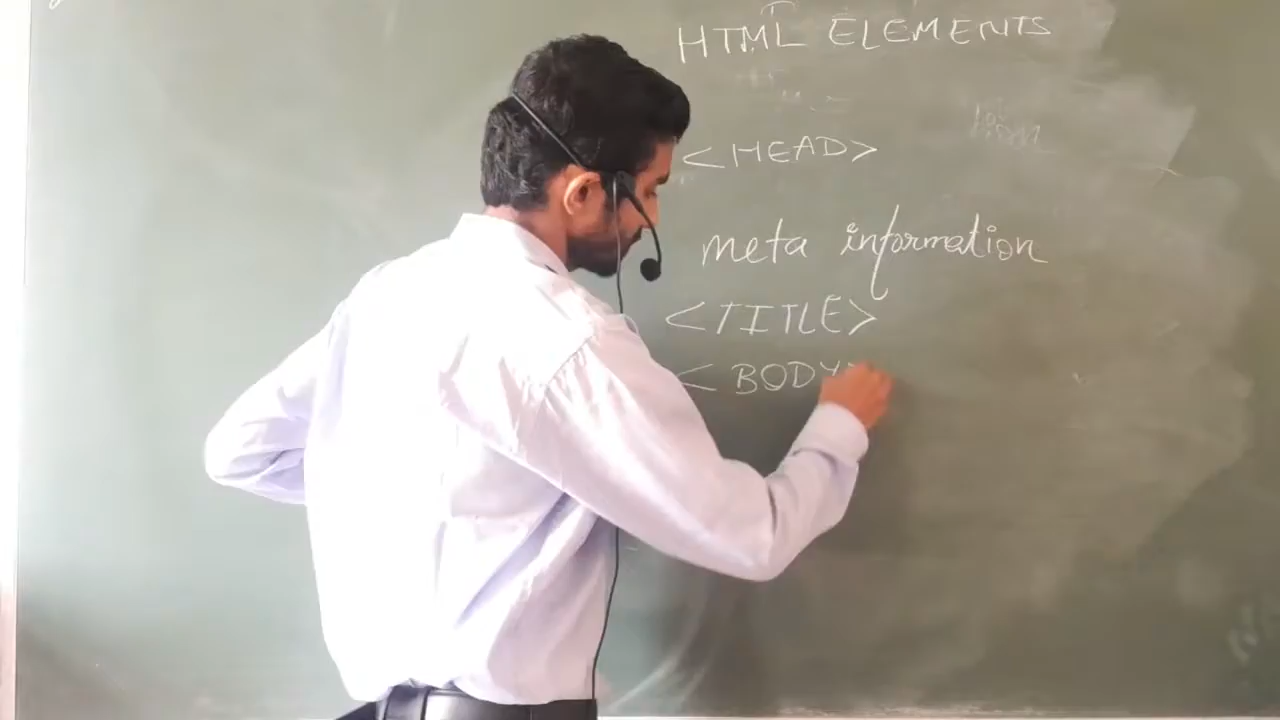 HTML ELEMENTS
<HEAD>
meta information
<TITLE>
<BODY>